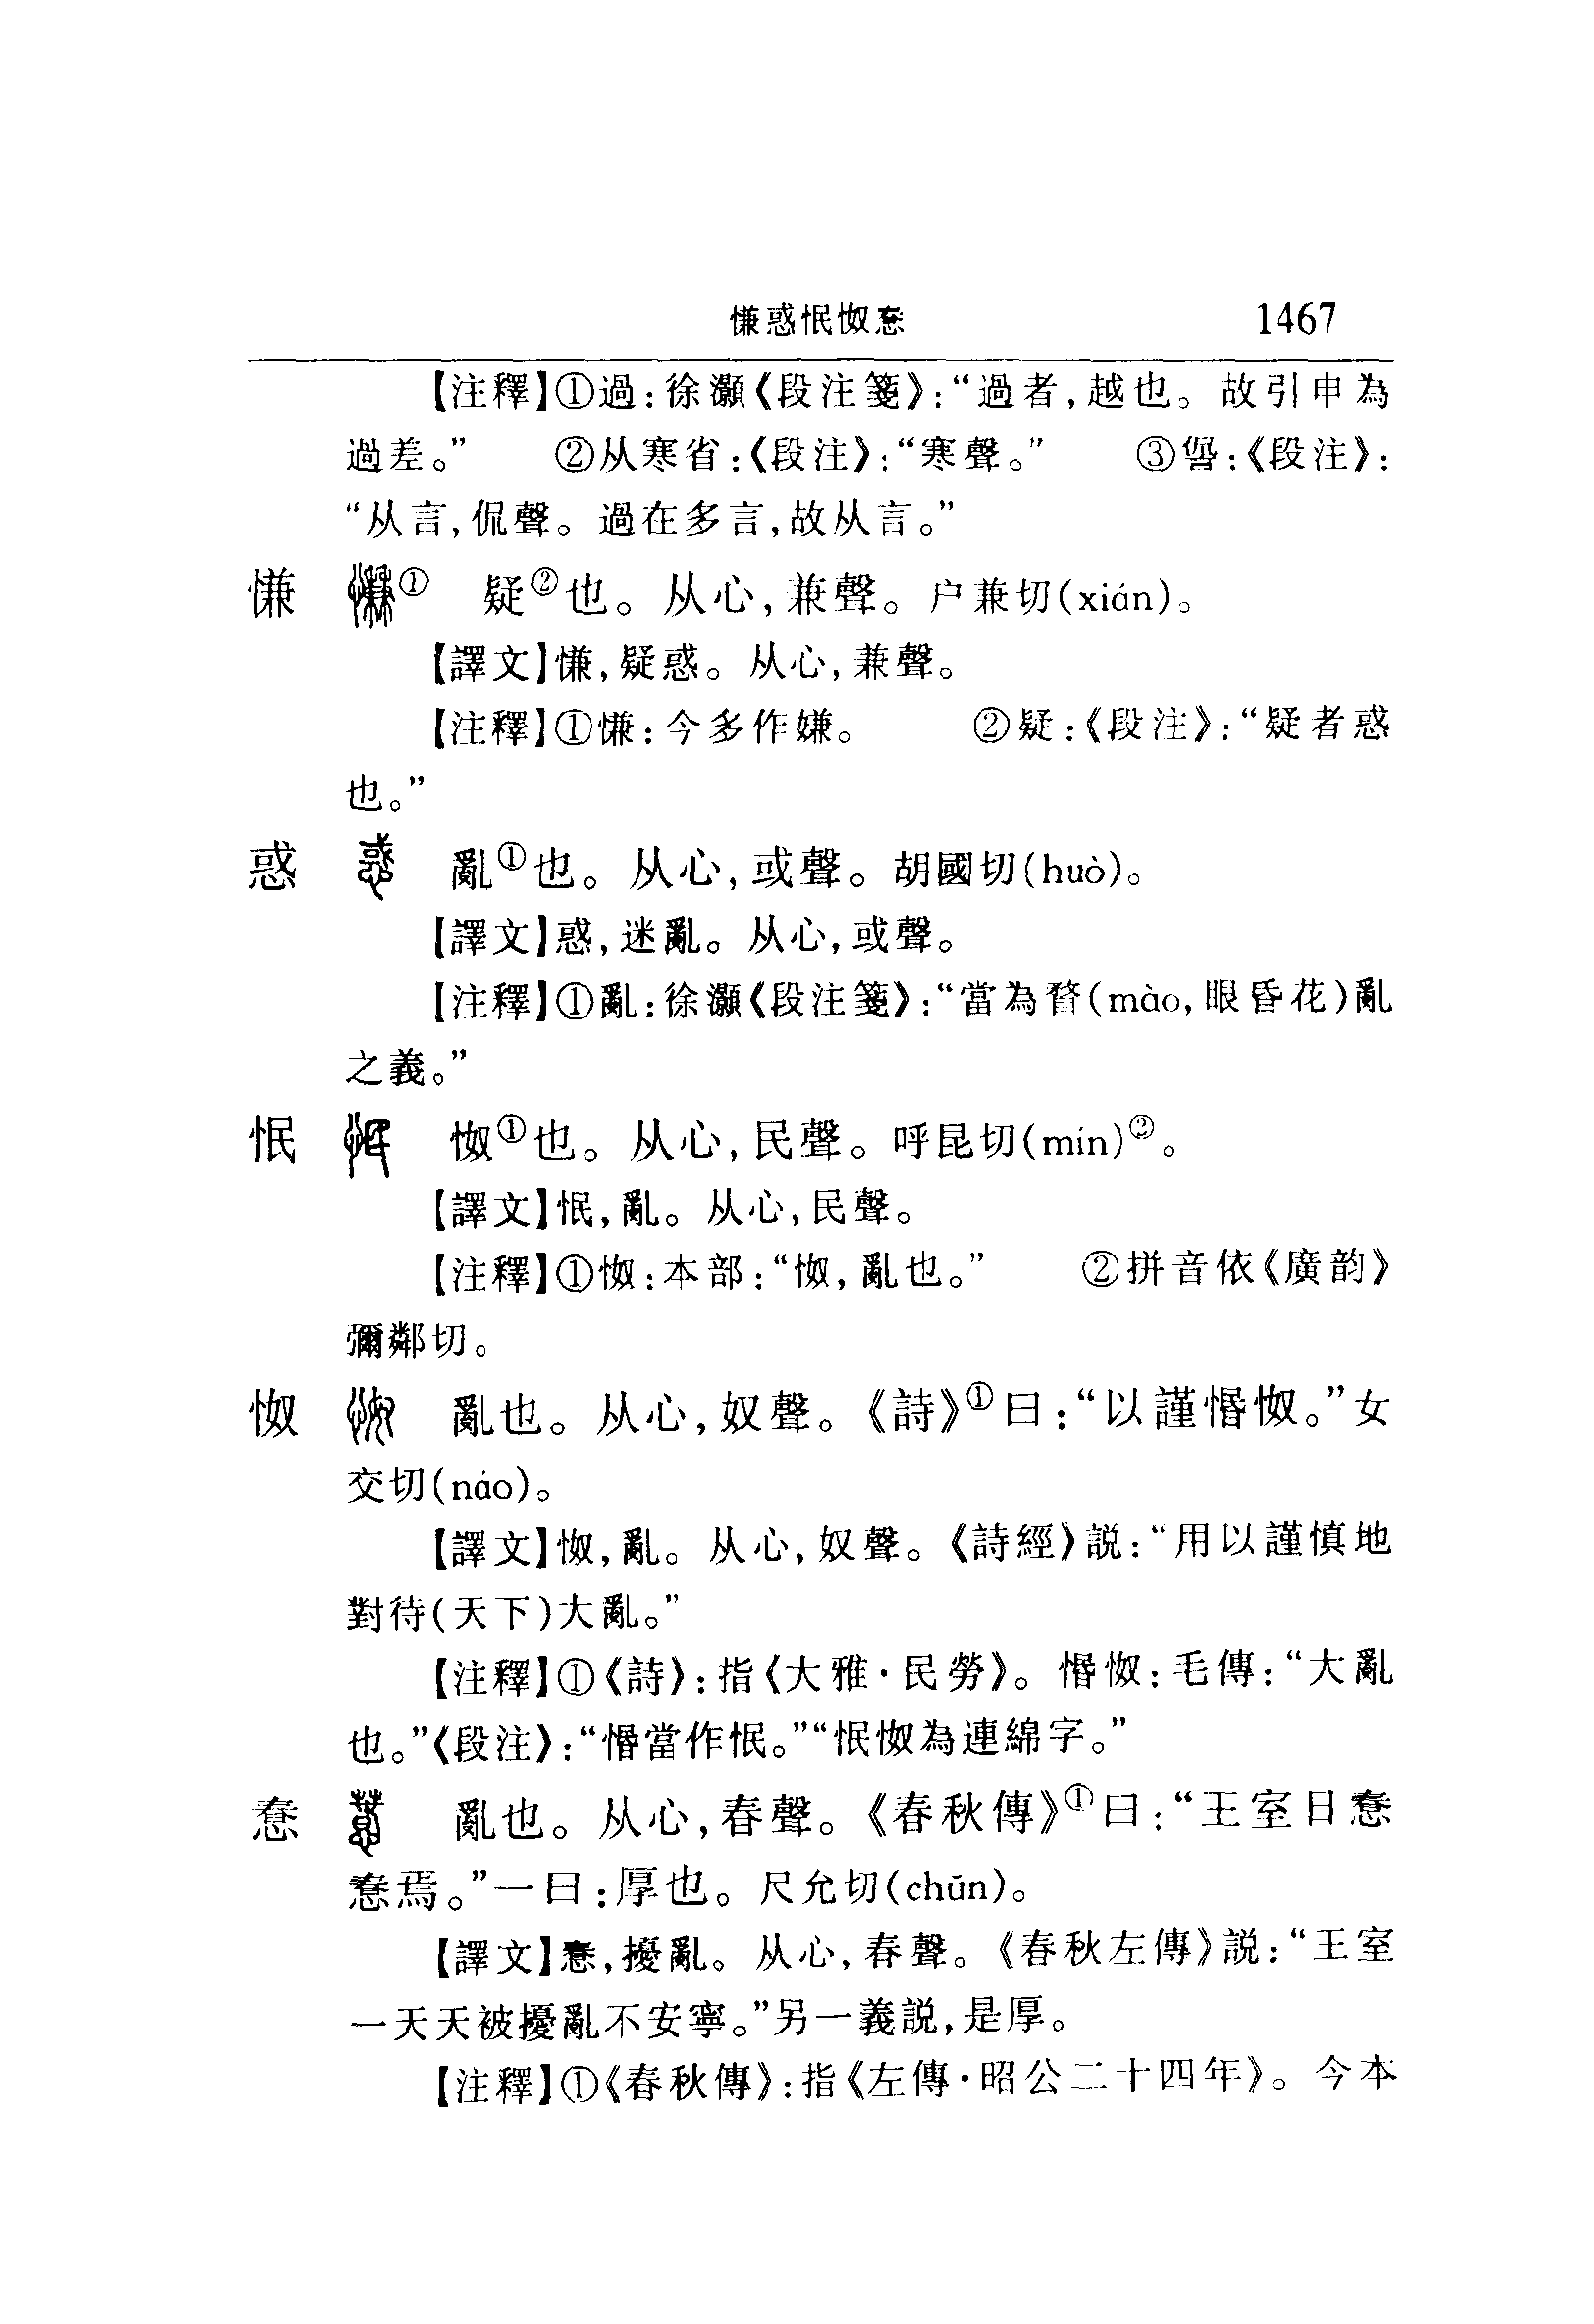 慊惑怋怓惷 1467
【注釋】①過：徐灝《段注箋》：“過者，越也。故引申為
過差。” ②从寒省：《段注》：“寒聲。” ③㑯：《段注》：
“从言，侃聲。過在多言，故从言。”
慊 ① 疑②也。从心，兼聲。户兼切(xián)。
【譯文】慊，疑惑。从心，兼聲。
【注釋】①慊：今多作嫌。 ②疑：《段注》：“疑者惑
也。”
惑 亂①也。从心，或聲。胡國切(huò)。
【譯文】惑，迷亂。从心，或聲。
【注釋】①亂：徐灝《段注箋》：“當為瞀(mào，眼昏花)亂
之義。”
怋 怓①也。从心，民聲。呼昆切(mín)②。
【譯文】怋，亂。从心，民聲。
【注釋】①怓：本部：“怓，亂也。” ②拼音依《廣韵》
彌鄰切。
怓 亂也。从心，奴聲。《詩》①曰：“以謹惽怓。”女
交切(náo)。
【譯文】怓，亂。从心，奴聲。《詩經》説：“用以謹慎地
對待(天下)大亂。”
【注釋】①《詩》：指《大雅·民勞》。惽怓：毛傳：“大亂
也。”《段注》：“惽當作怋。”“怋怓為連綿字。”
惷 亂也。从心，春聲。《春秋傳》①曰：“王室日惷
惷焉。”一曰：厚也。尺允切(chǔn)。
【譯文】惷，擾亂。从心，春聲。《春秋左傳》説：“王室
一天天被擾亂不安寧。”另一義説，是厚。
【注釋】①《春秋傳》：指《左傳·昭公二十四年》。今本